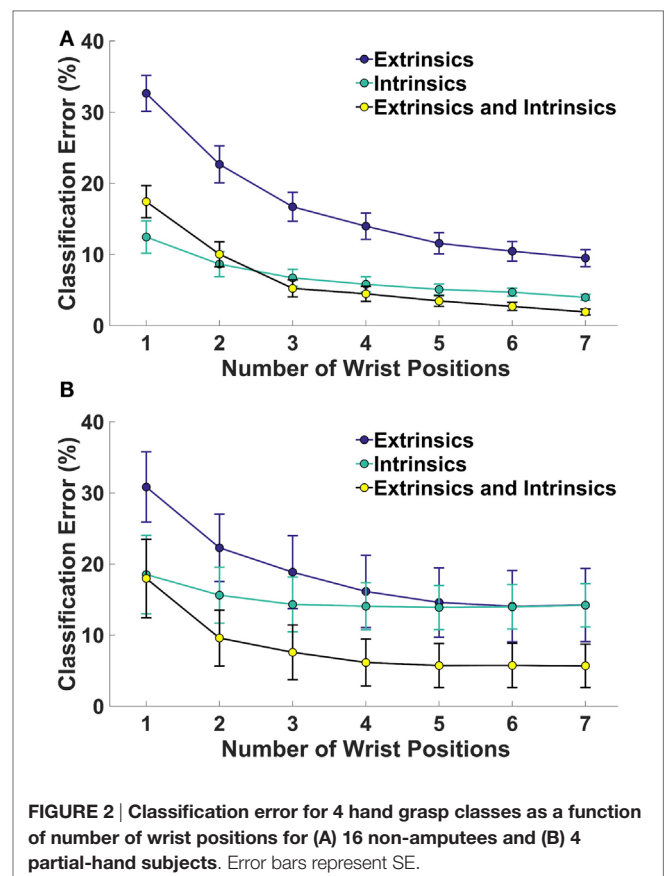 A
40
30
20
10
0
Classification Error (%)
Extrinsics
Intrinsics
Extrinsics and Intrinsics
1 2 3 4 5 6 7
Number of Wrist Positions
B
40
30
20
10
0
Classification Error (%)
Extrinsics
Intrinsics
Extrinsics and Intrinsics
1 2 3 4 5 6 7
Number of Wrist Positions
FIGURE 2 | Classification error for 4 hand grasp classes as a function
of number of wrist positions for (A) 16 non-amputees and (B) 4
partial-hand subjects. Error bars represent SE.